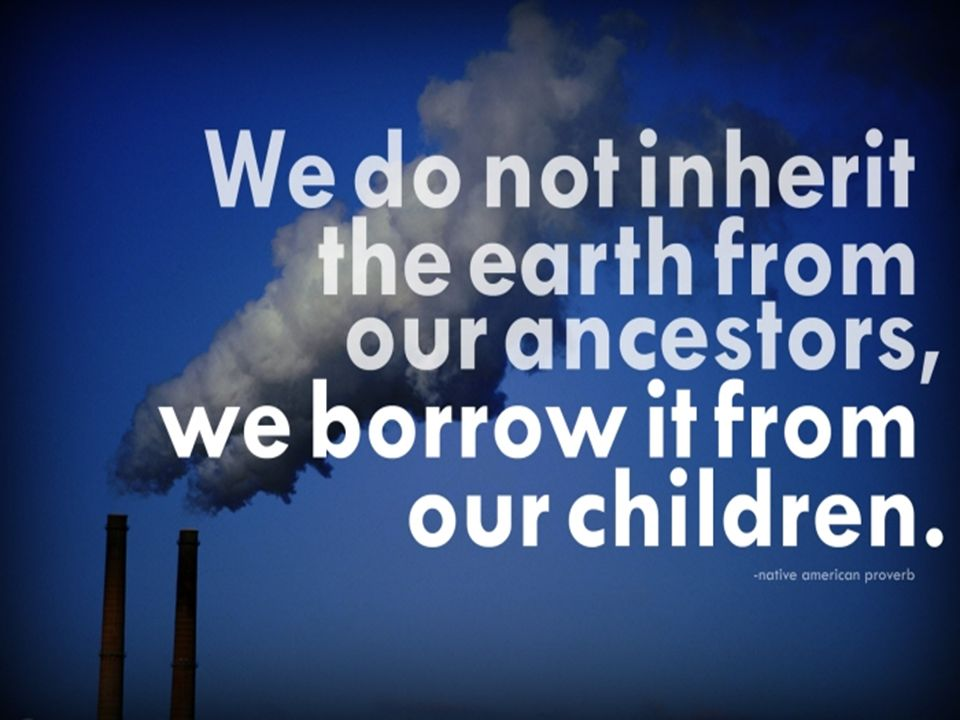 We do not inherit
the earth from
our ancestors,
we borrow it from
our children.
-native american proverb